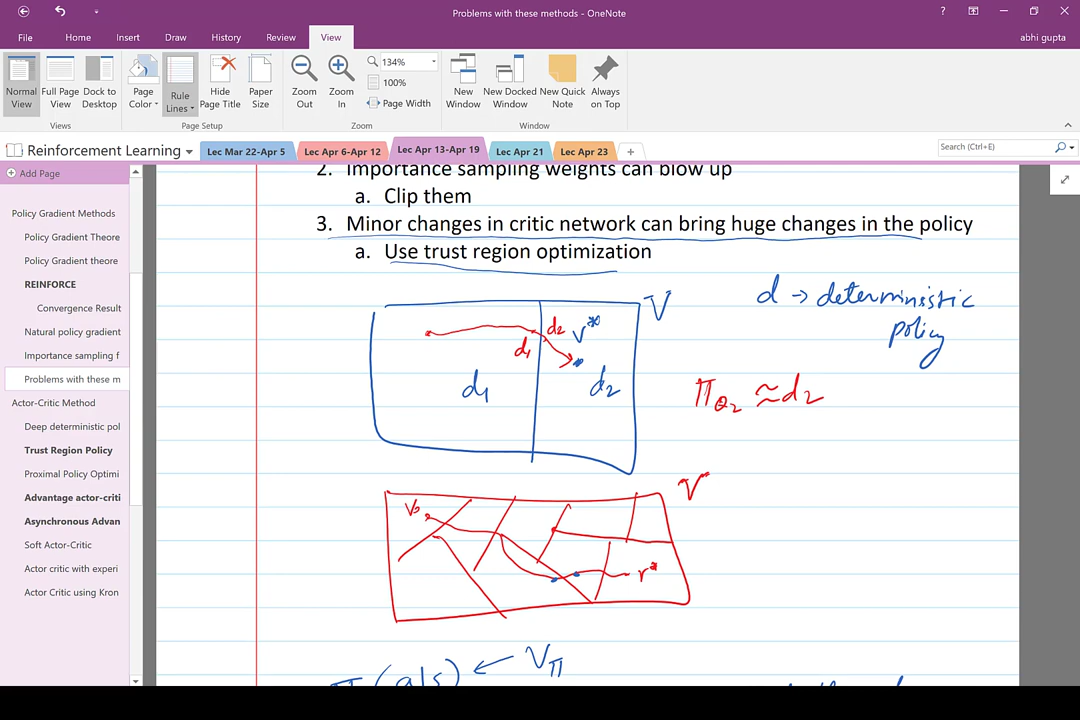 Problems with these methods - OneNote
?
File
Home
Insert
Draw
History
Review
View
abhi gupta
Normal View
Full Page View
Dock to Desktop
Page Color
Rule Lines
Hide Page Title
Paper Size
Zoom Out
Zoom In
134%
100%
Page Width
New Window
New Docked Window
New Quick Note
Always on Top
Views
Page Setup
Zoom
Window
Reinforcement Learning
Lec Mar 22-Apr 5
Lec Apr 6-Apr 12
Lec Apr 13-Apr 19
Lec Apr 21
Lec Apr 23
Search (Ctrl+E)
Add Page
Policy Gradient Methods
Policy Gradient Theore
Policy Gradient theore
REINFORCE
Convergence Result
Natural policy gradient
Importance sampling f
Problems with these m
Actor-Critic Method
Deep deterministic pol
Trust Region Policy
Proximal Policy Optimi
Advantage actor-criti
Asynchronous Advan
Soft Actor-Critic
Actor critic with experi
Actor Critic using Kron
2. Importance sampling weights can blow up
a. Clip them
3. Minor changes in critic network can bring huge changes in the policy
a. Use trust region optimization
V
d → deterministic
policy
d1 d2 V*
d1 d2
πθ2 ≈ d2
V
V0
r*
π(a|s) ← Vπ